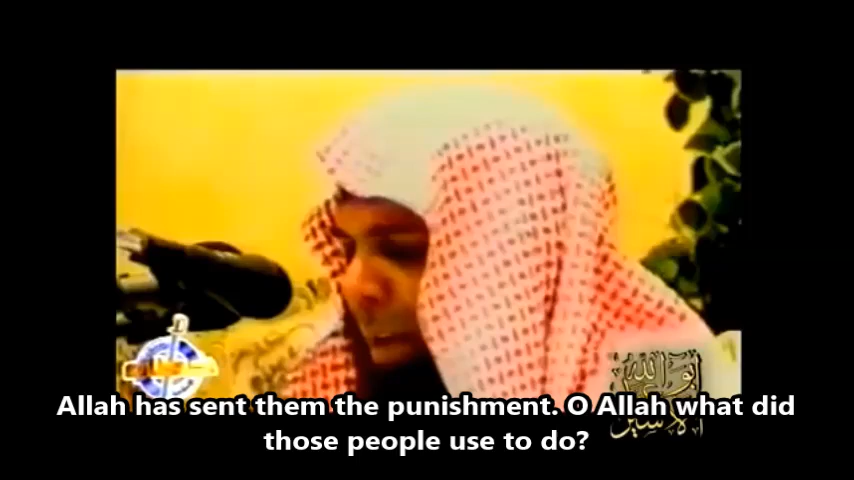 Allah has sent them the punishment. O Allah what did
those people use to do?